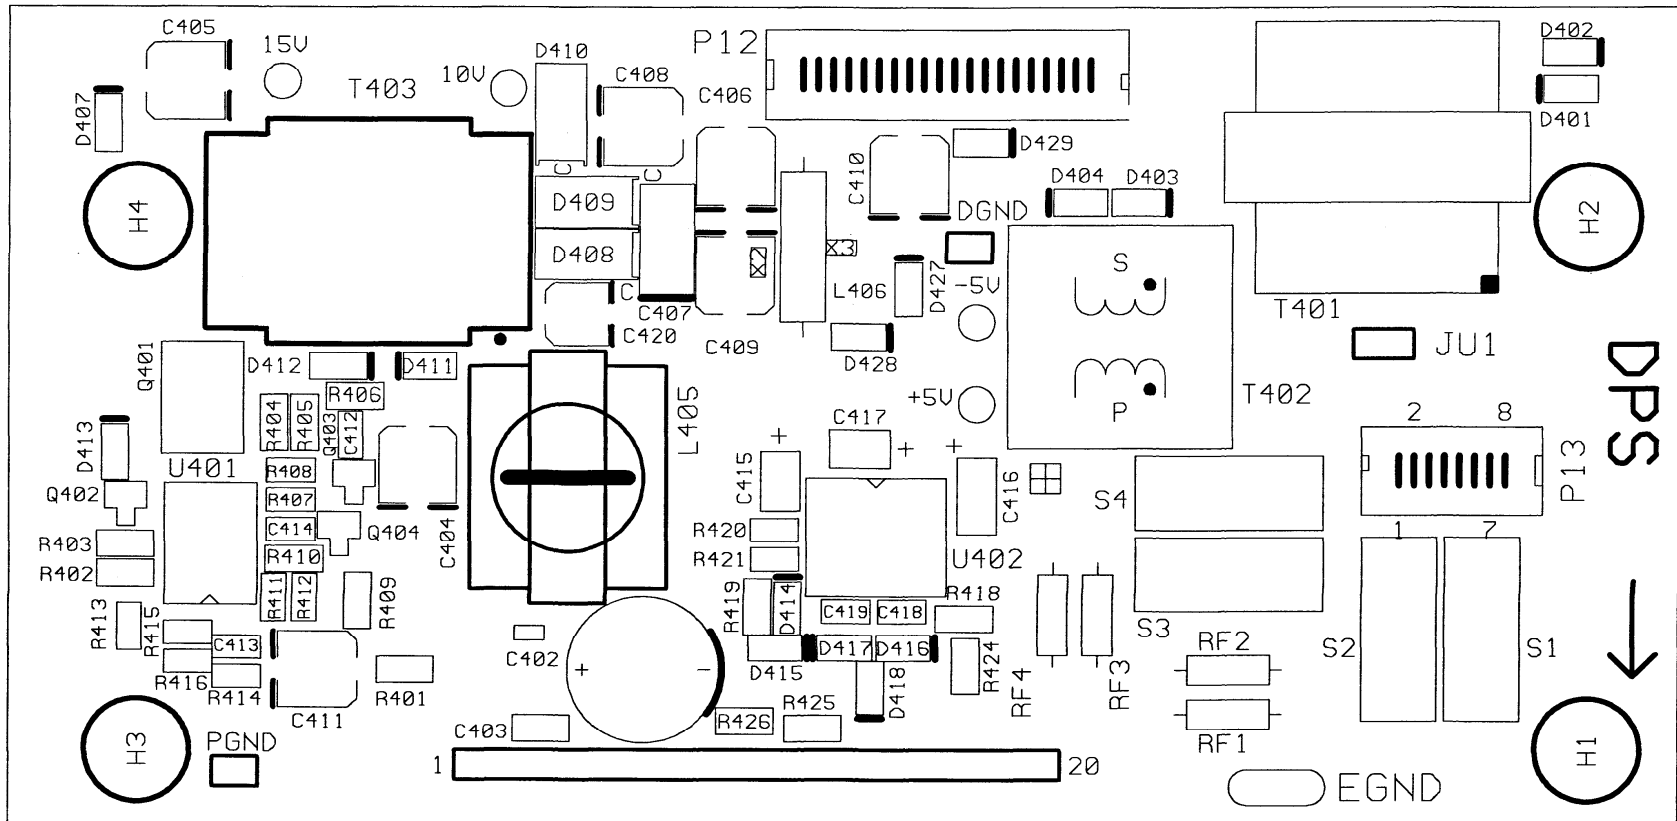 C405
15V
10V
D410
P12
C408
C406
D402
D407
T403
D401
D429
C
C
C410
D404
D403
H4
D409
DGND
H2
D408
X2
X3
S
C
L406
D427
-5V
C407
C420
T401
C409
D428
JU1
Q401
D412
D411
P
+5V
T402
DPS
R406
L405
R404
R405
Q403
C412
2
8
D413
U401
C417
+
+
+
C415
C416
P13
R408
Q402
R407
S4
C414
Q404
C404
R420
1
7
R403
R410
R421
U402
R402
R411
R412
R409
R419
D414
C419
C418
R418
R413
R415
S3
C413
C402
D417
D416
R424
S2
S1
RF2
R416
R414
R401
+
-
D415
D418
RF4
RF3
C411
R425
C403
R426
PGND
RF1
H3
H1
1
20
EGND